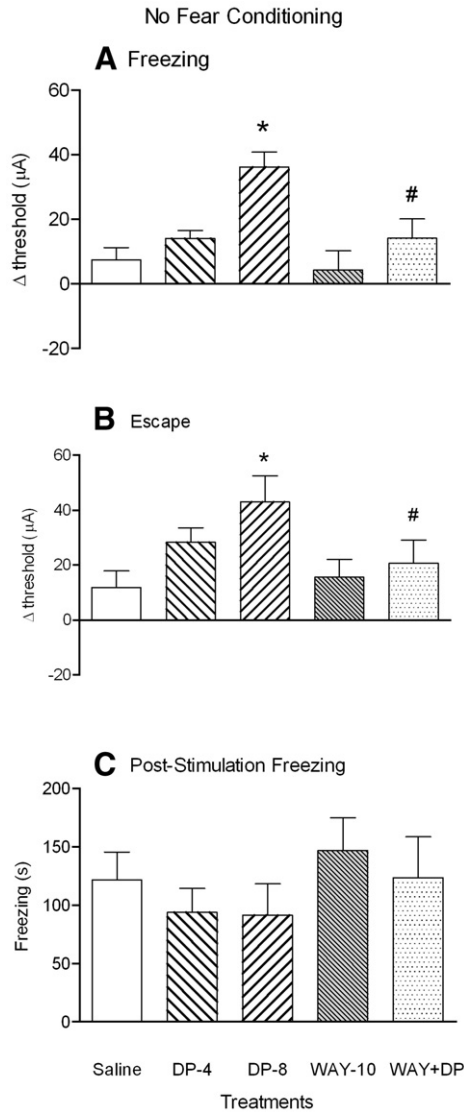 No Fear Conditioning
A Freezing
60
40
20
0
-20
Δ threshold (μA)
*
#
B Escape
60
40
20
0
-20
Δ threshold (μA)
*
#
C Post-Stimulation Freezing
200
150
100
50
0
Freezing (s)
Saline DP-4 DP-8 WAY-10 WAY+DP
Treatments